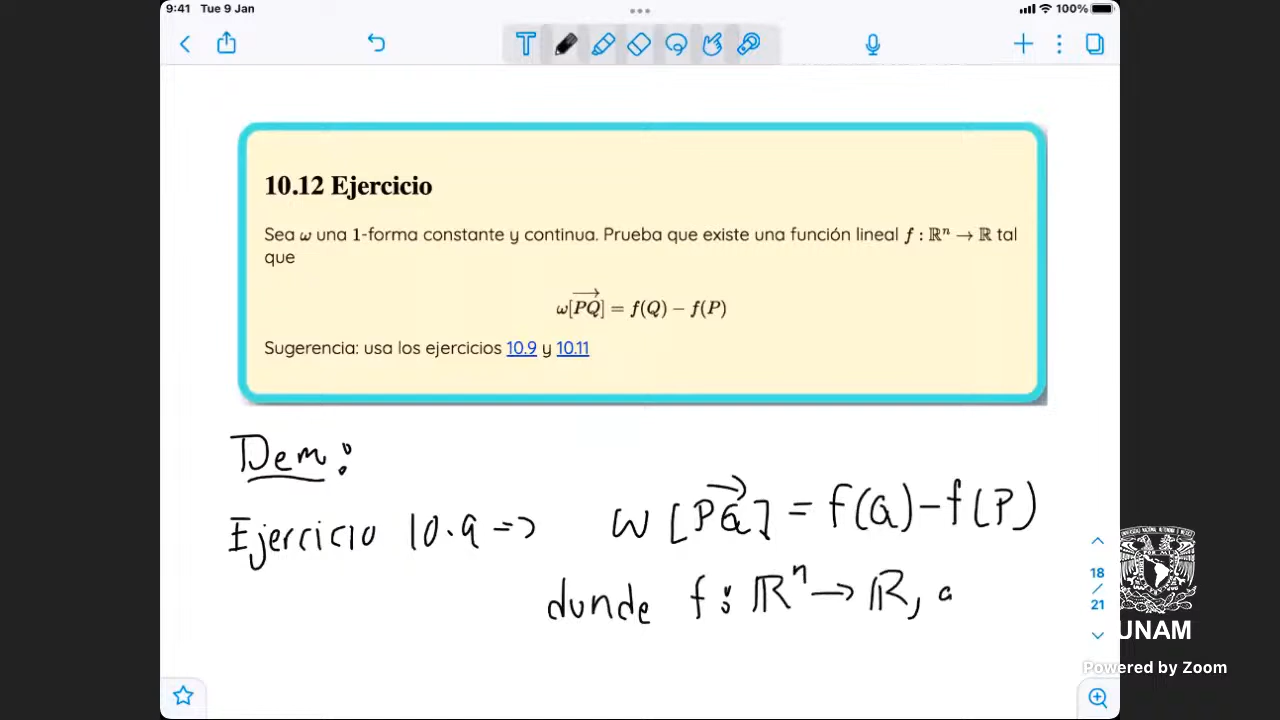 9:41 Tue 9 Jan
100%
10.12 Ejercicio
Sea ω una 1-forma constante y continua. Prueba que existe una función lineal f : ℝⁿ → ℝ tal
que
ω[PQ→] = f(Q) − f(P)
Sugerencia: usa los ejercicios 10.9 y 10.11
Dem:
Ejercicio 10.9 => ω [PQ→] = f(Q) − f(P)
dunde f : ℝⁿ → ℝ, a
18
/
21
UNAM
Powered by Zoom